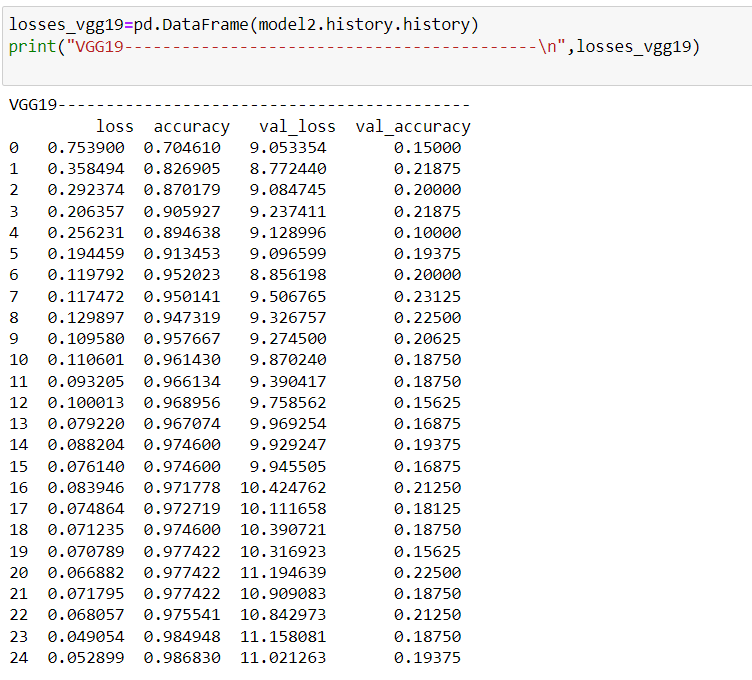 losses_vgg19=pd.DataFrame(model2.history.history)
print("VGG19-------------------------------------------\n",losses_vgg19)
VGG19-------------------------------------------
loss accuracy val_loss val_accuracy
0 0.753900 0.704610 9.053354 0.15000
1 0.358494 0.826905 8.772440 0.21875
2 0.292374 0.870179 9.084745 0.20000
3 0.206357 0.905927 9.237411 0.21875
4 0.256231 0.894638 9.128996 0.10000
5 0.194459 0.913453 9.096599 0.19375
6 0.119792 0.952023 8.856198 0.20000
7 0.117472 0.950141 9.506765 0.23125
8 0.129897 0.947319 9.326757 0.22500
9 0.109580 0.957667 9.274500 0.20625
10 0.110601 0.961430 9.870240 0.18750
11 0.093205 0.966134 9.390417 0.18750
12 0.100013 0.968956 9.758562 0.15625
13 0.079220 0.967074 9.969254 0.16875
14 0.088204 0.974600 9.929247 0.19375
15 0.076140 0.974600 9.945505 0.16875
16 0.083946 0.971778 10.424762 0.21250
17 0.074864 0.972719 10.111658 0.18125
18 0.071235 0.974600 10.390721 0.18750
19 0.070789 0.977422 10.316923 0.15625
20 0.066882 0.977422 11.194639 0.22500
21 0.071795 0.977422 10.909083 0.18750
22 0.068057 0.975541 10.842973 0.21250
23 0.049054 0.984948 11.158081 0.18750
24 0.052899 0.986830 11.021263 0.19375